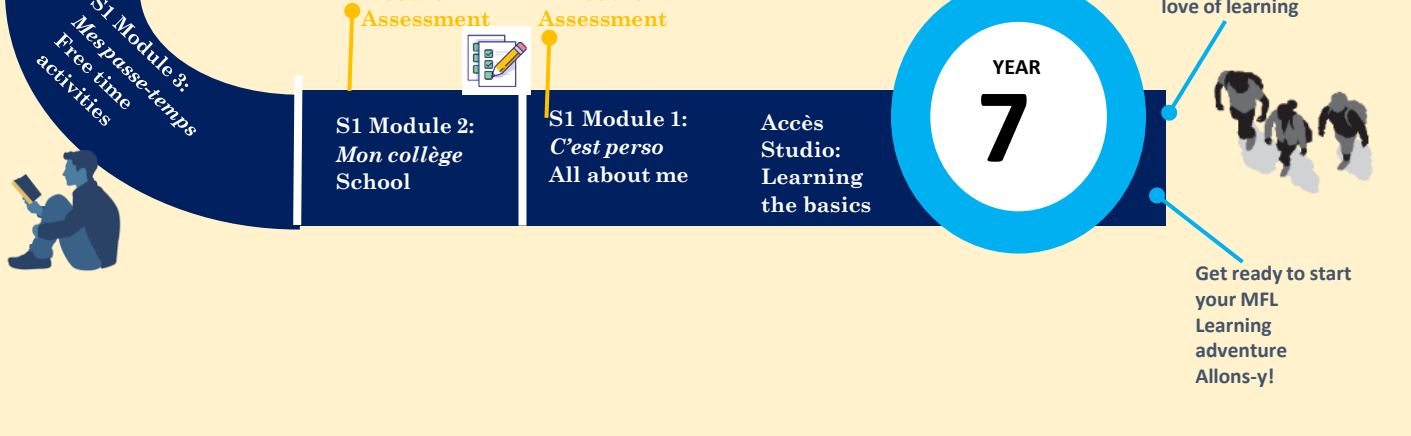 love of learning
Assessment
Assessment
YEAR
7
S1 Module 3:
Mes passe-temps
Free time
activities
S1 Module 2:
Mon collège
School
S1 Module 1:
C'est perso
All about me
Accès
Studio:
Learning
the basics
Get ready to start
your MFL
Learning
adventure
Allons-y!